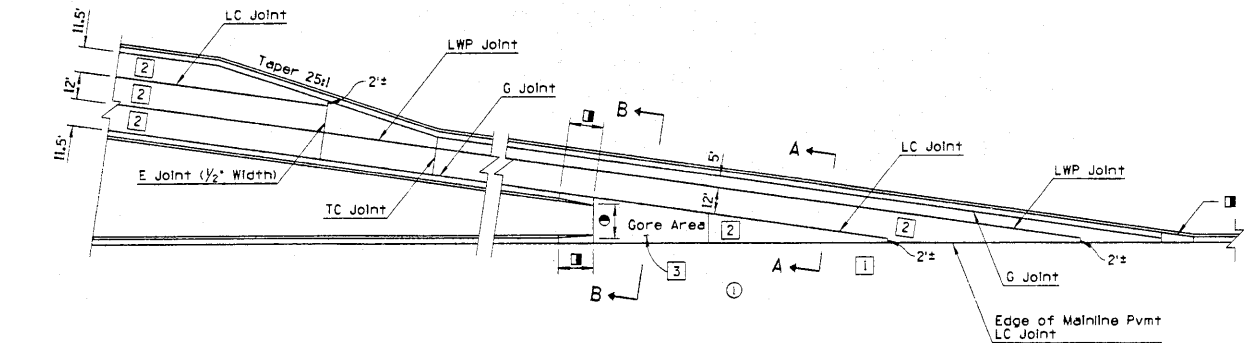 LC Joint
11.5'
LWP Joint
Taper 25:1
2'±
G Joint
2
12'
2
2
11.5'
B
A
LC Joint
5'
LWP Joint
E Joint (1/2" Width)
TC Joint
12'
Gore Area
2
2
A
1
2'±
2'±
3
B
1
G Joint
Edge of Mainline Pvmt
LC Joint